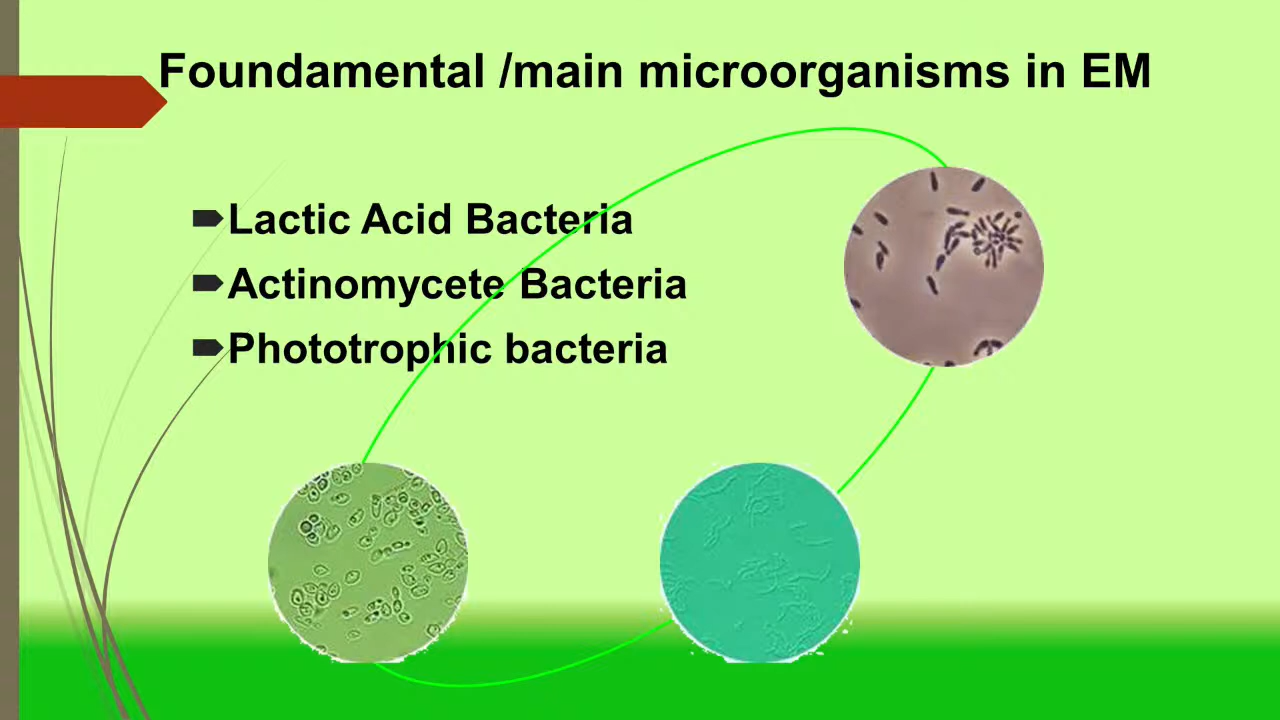 Foundamental /main microorganisms in EM
Lactic Acid Bacteria
Actinomycete Bacteria
Phototrophic bacteria